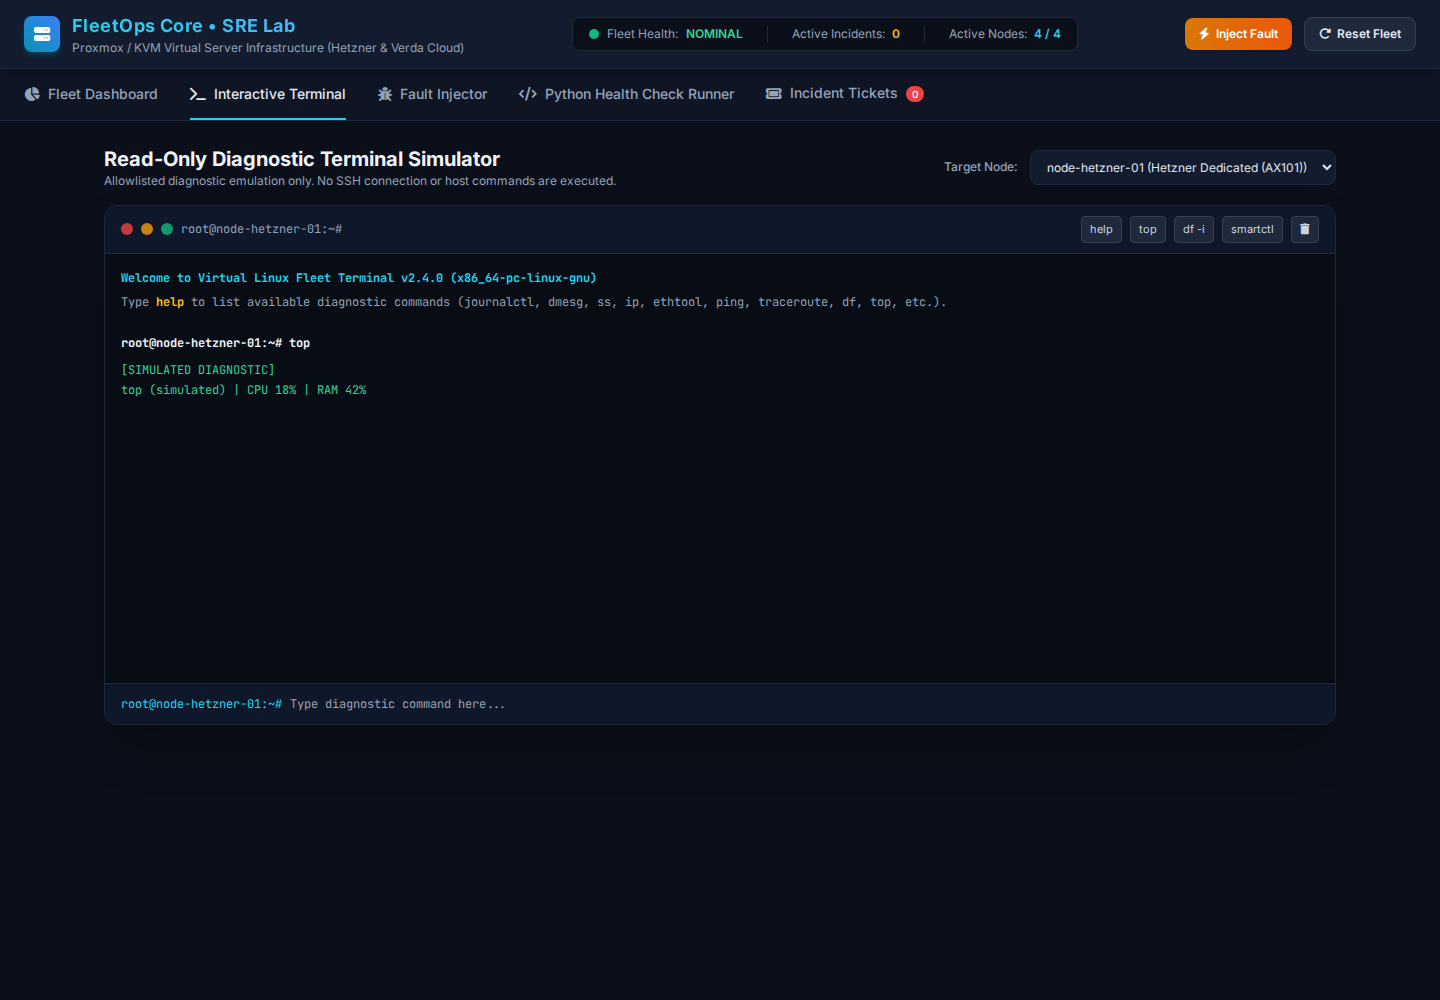 FleetOps Core • SRE Lab
Proxmox / KVM Virtual Server Infrastructure (Hetzner & Verda Cloud)
Fleet Health: NOMINAL
Active Incidents: 0
Active Nodes: 4 / 4
Inject Fault
Reset Fleet
Fleet Dashboard
Interactive Terminal
Fault Injector
Python Health Check Runner
Incident Tickets 0
Read-Only Diagnostic Terminal Simulator
Allowlisted diagnostic emulation only. No SSH connection or host commands are executed.
Target Node:
node-hetzner-01 (Hetzner Dedicated (AX101))
root@node-hetzner-01:~#
help
top
df -i
smartctl
Welcome to Virtual Linux Fleet Terminal v2.4.0 (x86_64-pc-linux-gnu)
Type help to list available diagnostic commands (journalctl, dmesg, ss, ip, ethtool, ping, traceroute, df, top, etc.).
root@node-hetzner-01:~# top
[SIMULATED DIAGNOSTIC]
top (simulated) | CPU 18% | RAM 42%
root@node-hetzner-01:~# Type diagnostic command here...